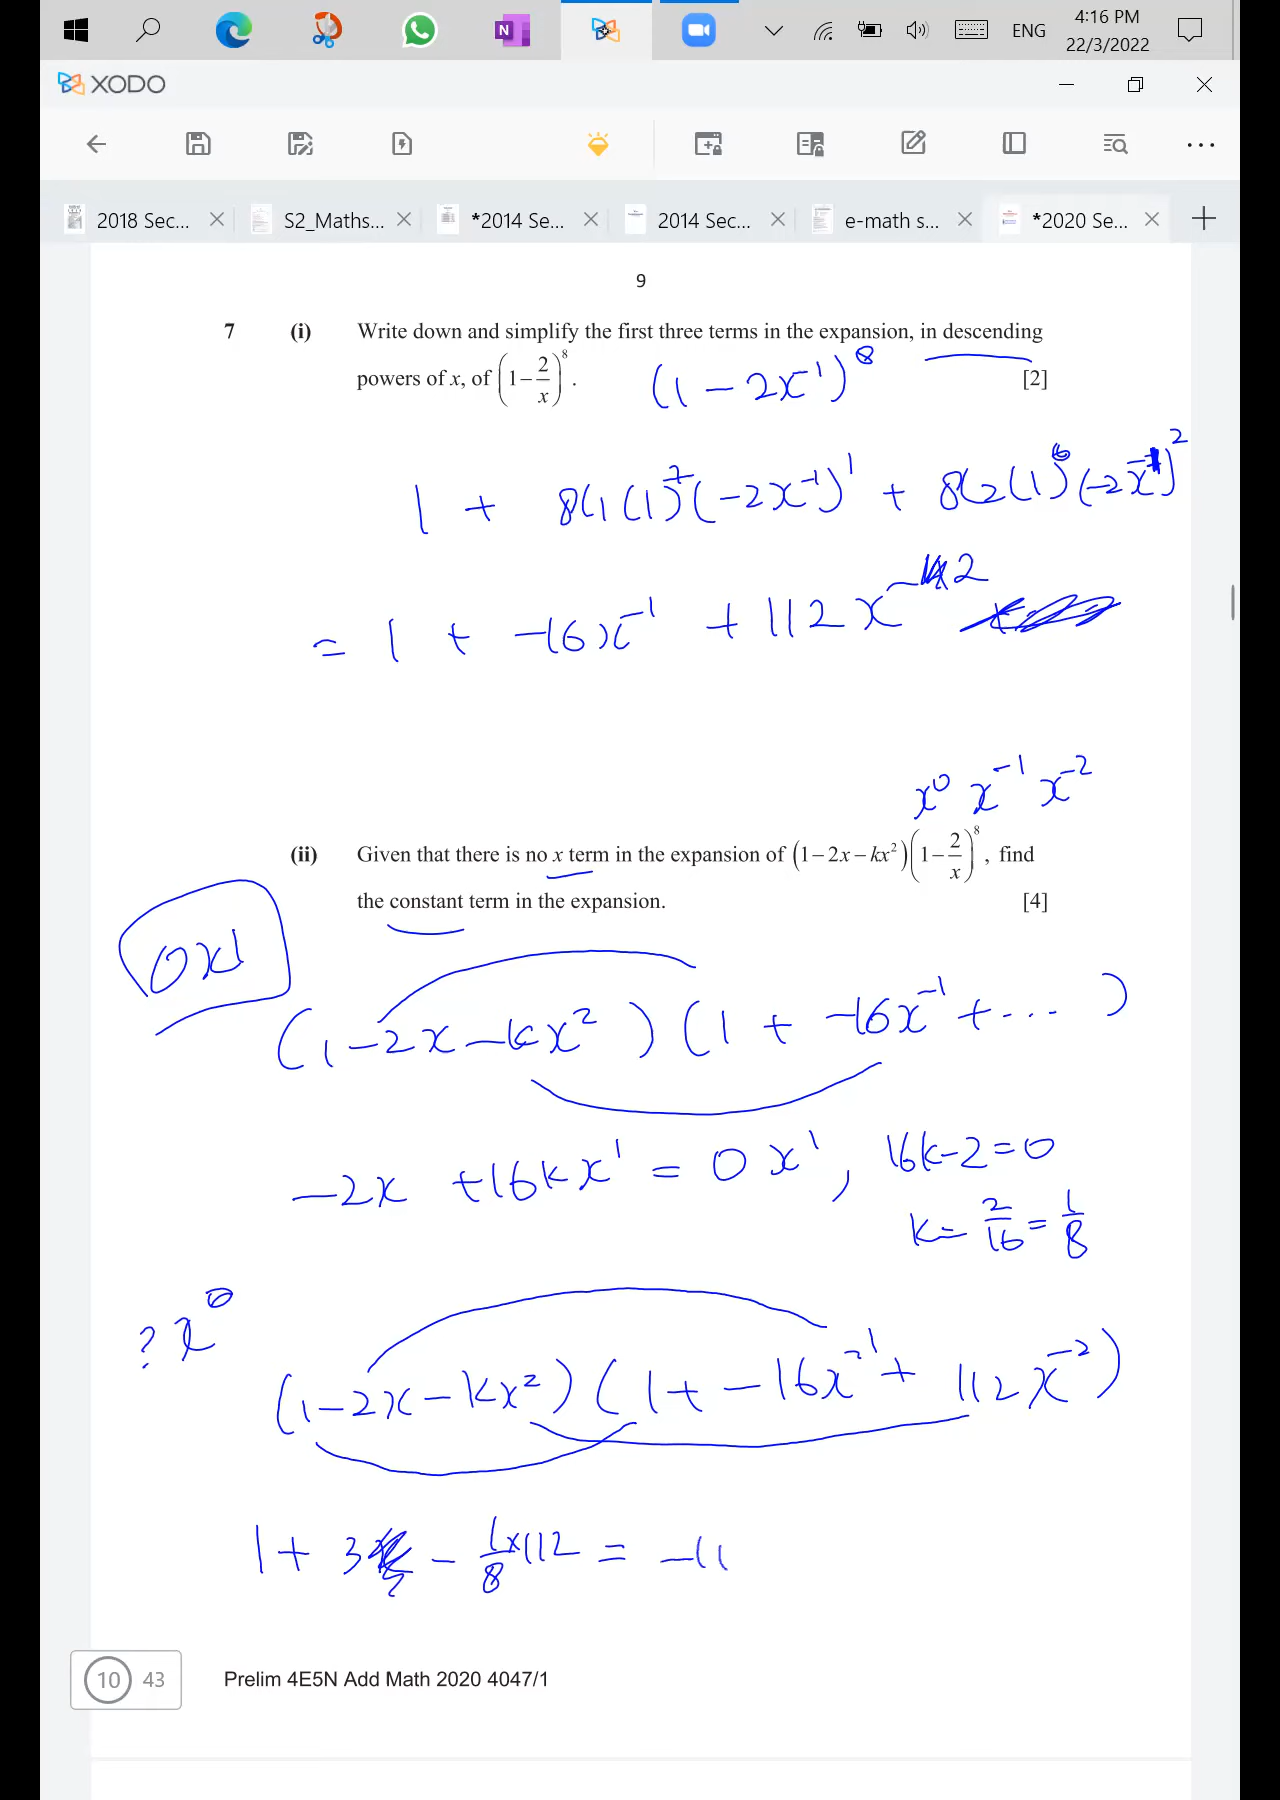 4:16 PM
ENG
22/3/2022
XODO
2018 Sec...
S2_Maths...
*2014 Se...
2014 Sec...
e-math s...
*2020 Se...
9
7 (i) Write down and simplify the first three terms in the expansion, in descending
powers of x, of (1 − 2/x)^8. [2]
(1 − 2x^-1)^8
1 + 8C1(1)^7(−2x^-1)^1 + 8C2(1)^6(−2x^-1)^2
= 1 + −16x^-1 + 112x^-2
x^0 x^-1 x^-2
(ii) Given that there is no x term in the expansion of (1 − 2x − kx²)(1 − 2/x)^8, find
the constant term in the expansion. [4]
0x^1
(1 − 2x − kx²)(1 + −16x^-1 + ... )
−2x + 16kx^1 = 0x^1, 16k − 2 = 0
k = 2/16 = 1/8
? x^0
(1 − 2x − kx²)(1 + −16x^-1 + 112x^-2)
1 + 32 − 1/8 × 112 = −11
10 43
Prelim 4E5N Add Math 2020 4047/1